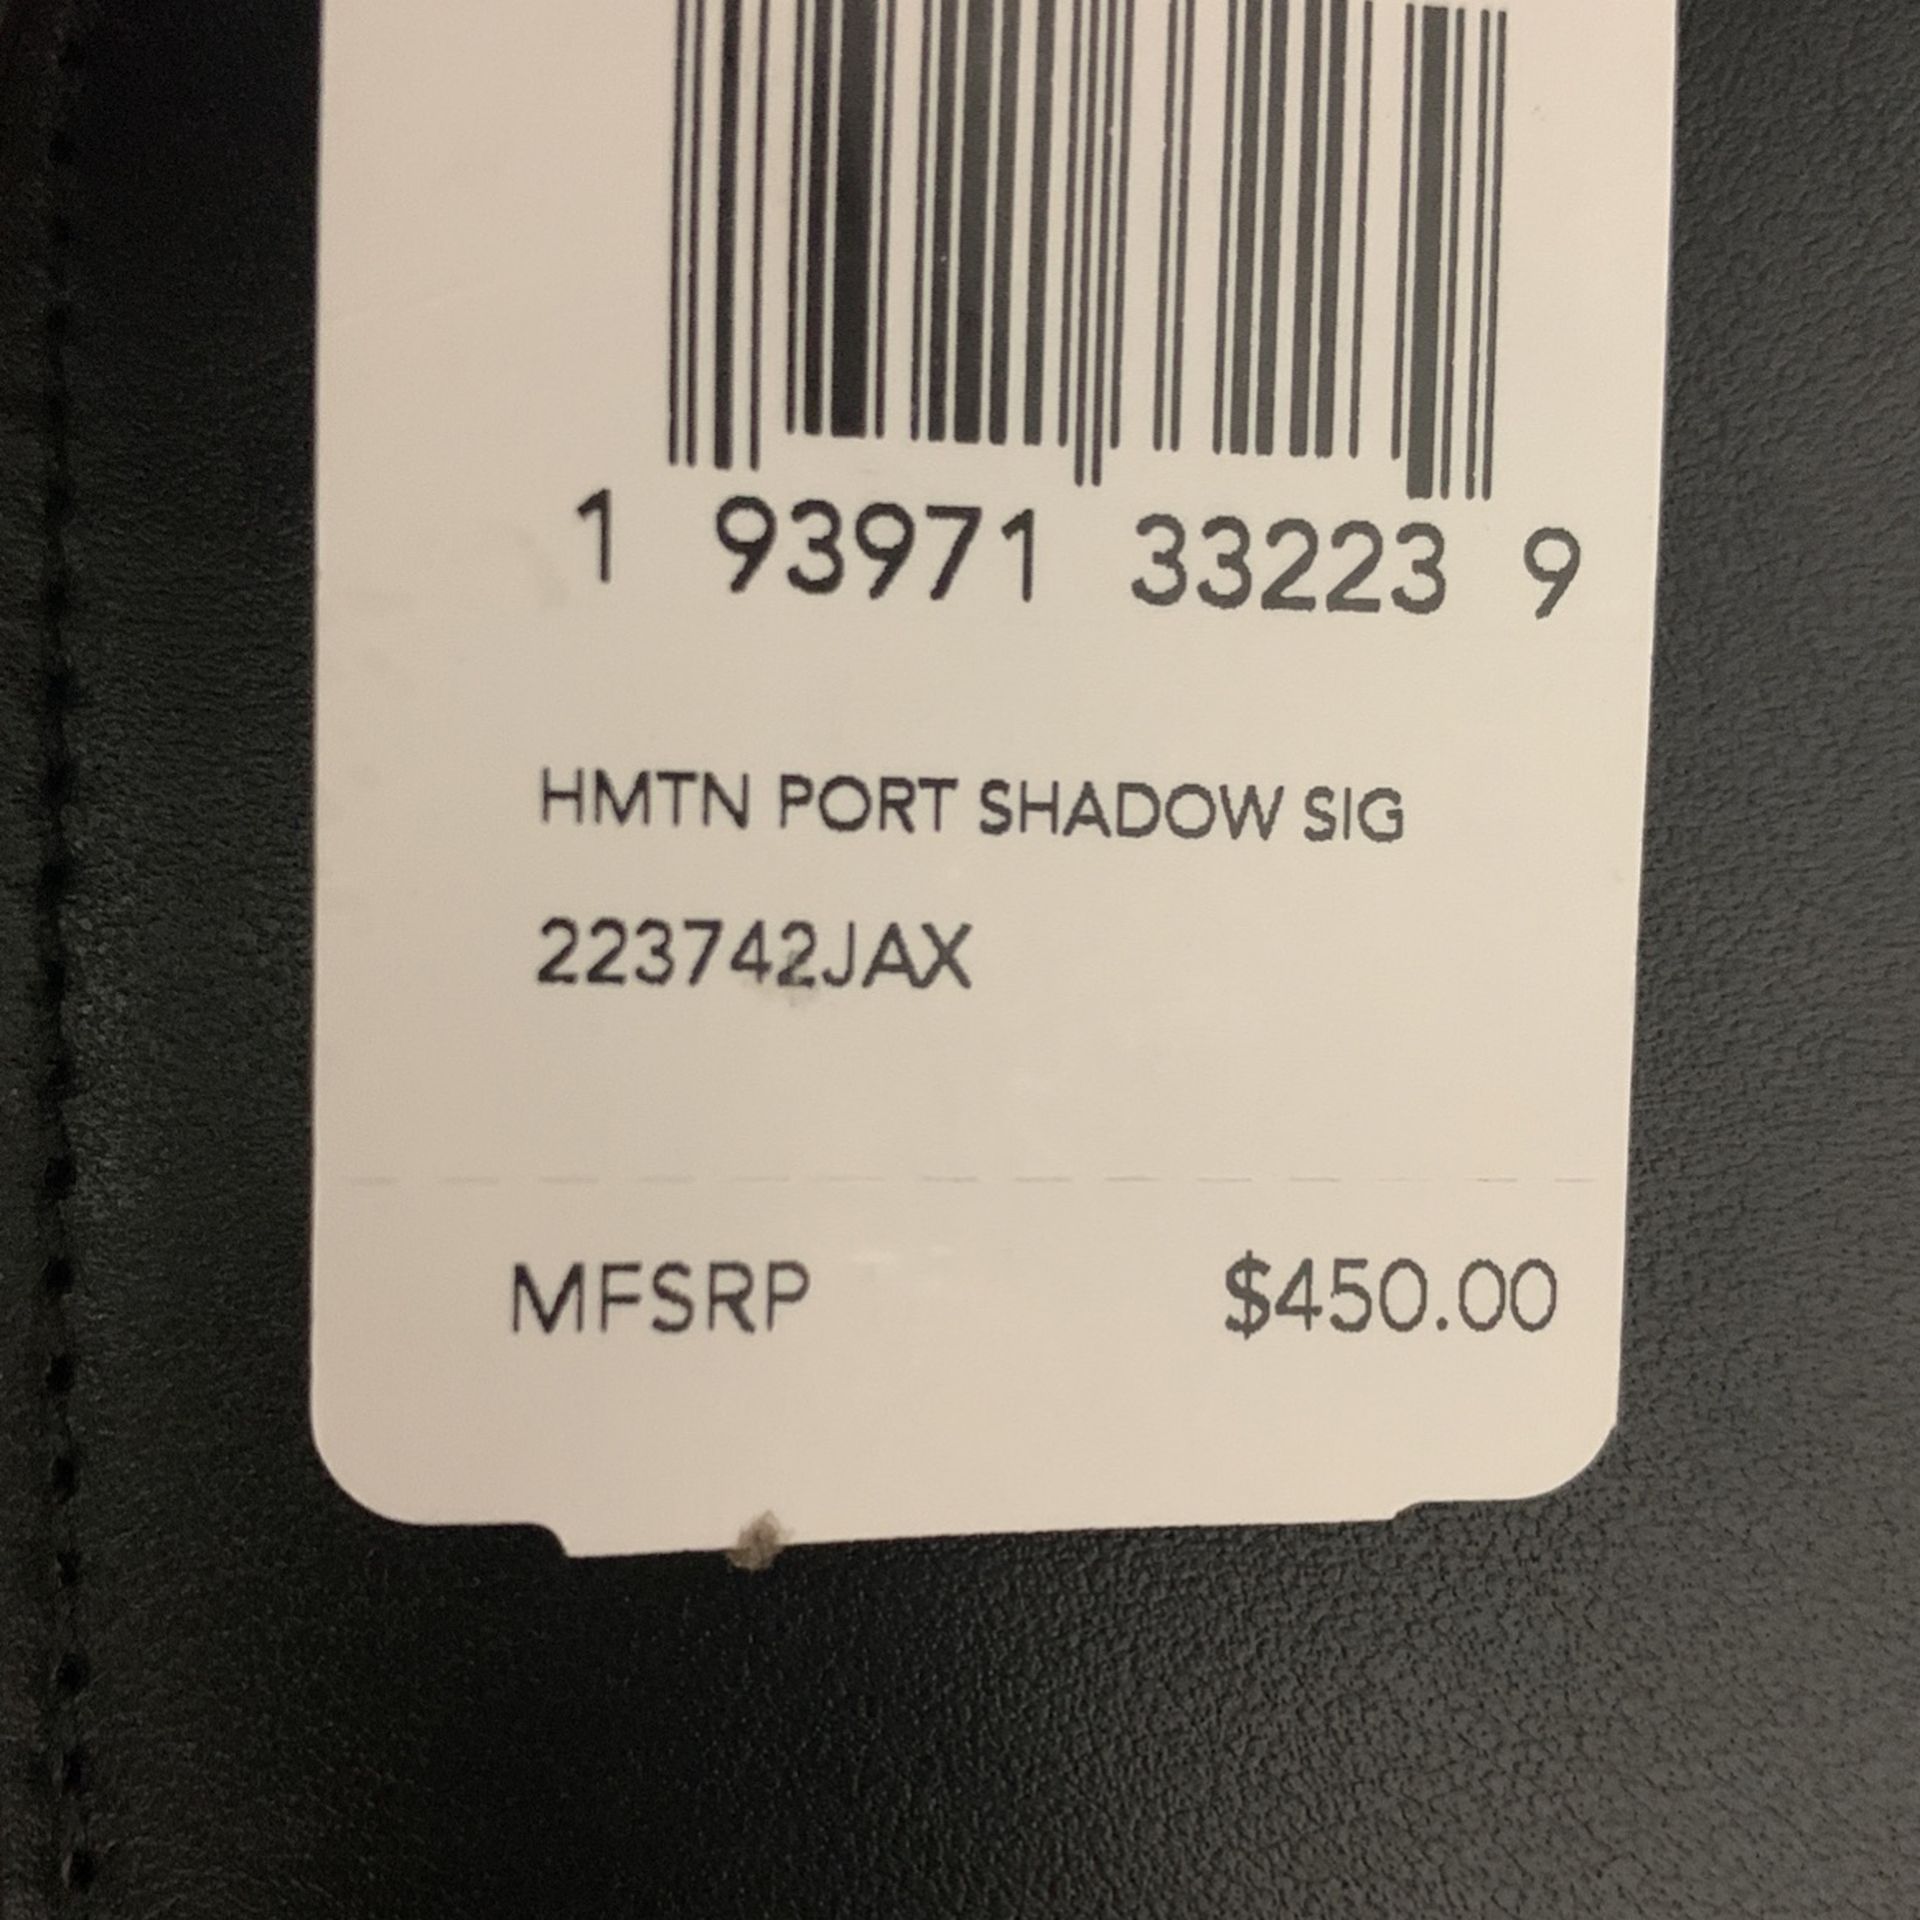 1 93971 33223 9
HMTN PORT SHADOW SIG
223742JAX
MFSRP $450.00